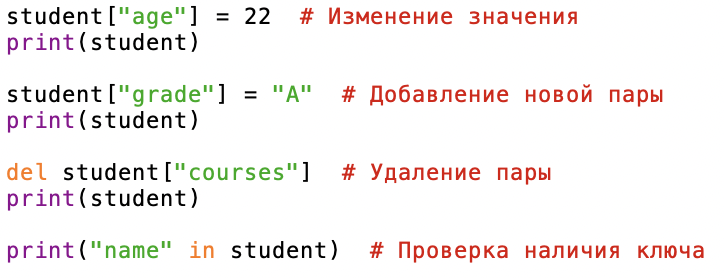 student["age"] = 22  # Изменение значения
print(student)
student["grade"] = "A"  # Добавление новой пары
print(student)
del student["courses"]  # Удаление пары
print(student)
print("name" in student)  # Проверка наличия ключа